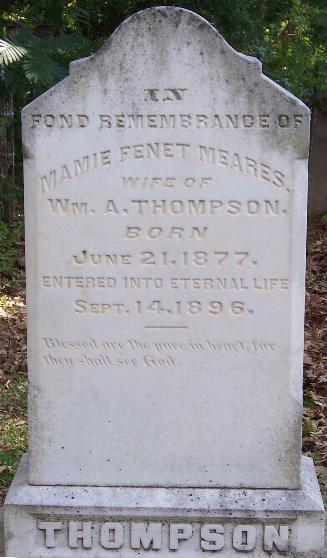 IN
FOND REMEMBRANCE OF
MAMIE FENET MEARES,
WIFE OF
WM. A. THOMPSON.
BORN
JUNE 21, 1877.
ENTERED INTO ETERNAL LIFE
SEPT. 14, 1896.
Blessed are the pure in heart, for
they shall see God.
THOMPSON